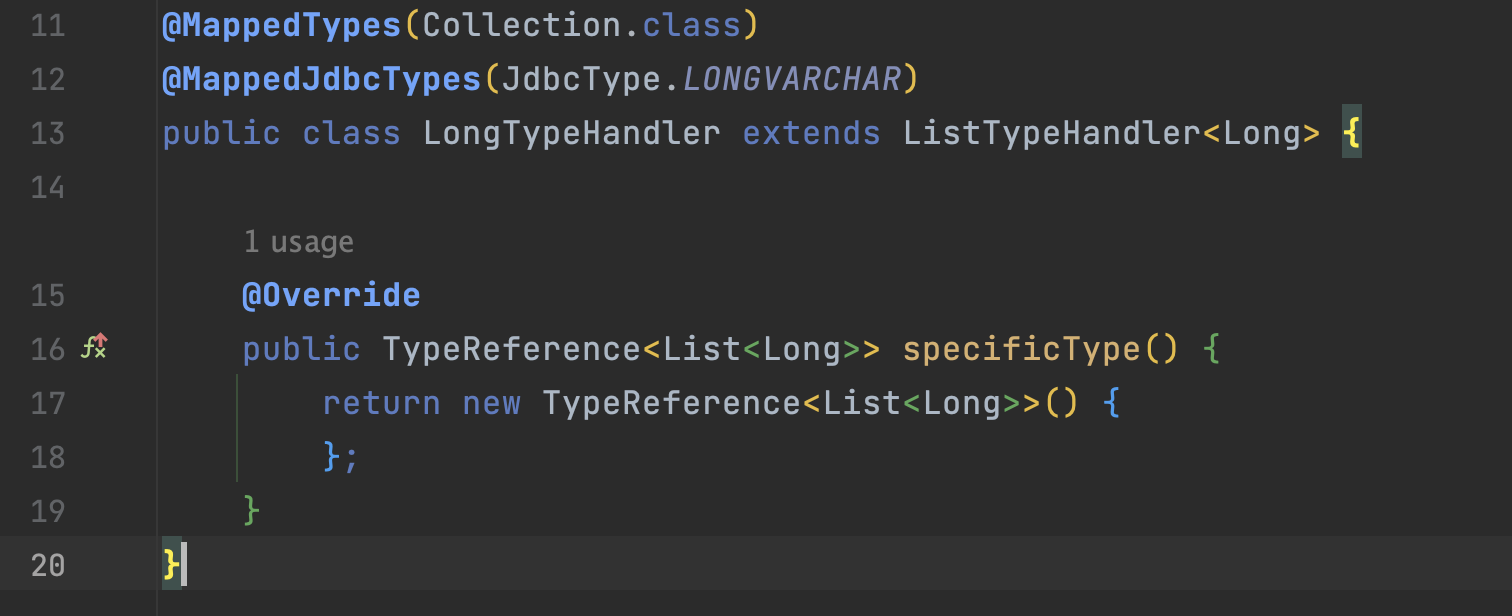 11 @MappedTypes(Collection.class)
12 @MappedJdbcTypes(JdbcType.LONGVARCHAR)
13 public class LongTypeHandler extends ListTypeHandler<Long> {
14
1 usage
15 @Override
16 public TypeReference<List<Long>> specificType() {
17 return new TypeReference<List<Long>>() {
18 };
19 }
20 }